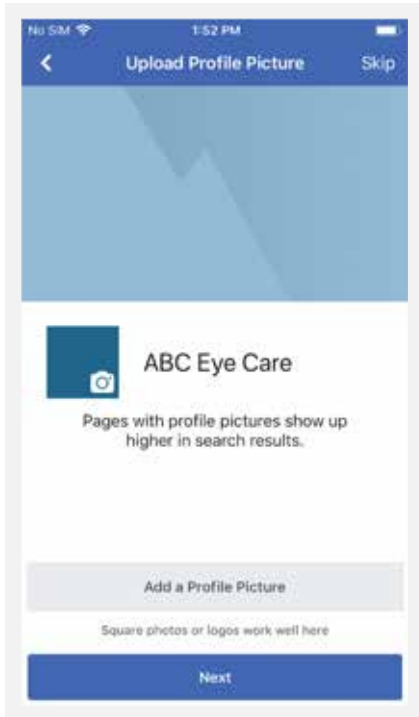 No SIM 1:52 PM
Upload Profile Picture Skip
ABC Eye Care
Pages with profile pictures show up
higher in search results.
Add a Profile Picture
Square photos or logos work well here
Next